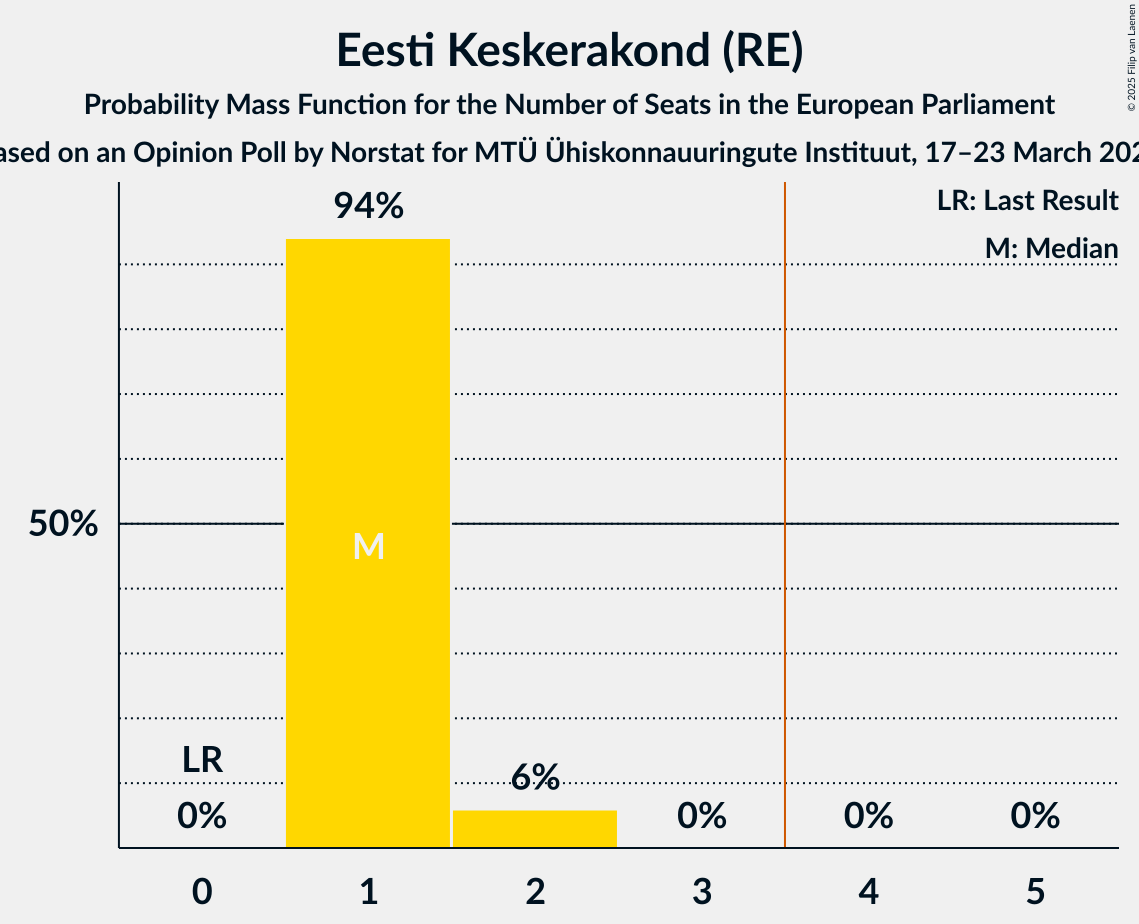 Eesti Keskerakond (RE)
Probability Mass Function for the Number of Seats in the European Parliament
on an Opinion Poll by Norstat for MTÜ Ühiskonnauuringute Instituut, 17–23 March
© 2025 Filip van Laenen
LR: Last Result
M: Median
94%
50%
M
LR
6%
0%
0%
0%
0%
0
1
2
3
4
5